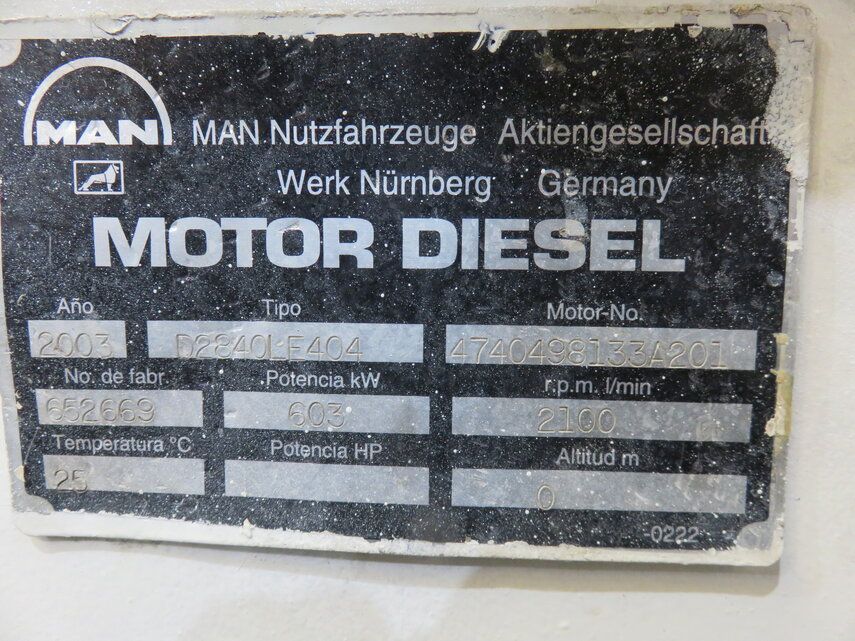 MAN MAN Nutzfahrzeuge Aktiengesellschaft
Werk Nürnberg Germany
MOTOR DIESEL
Año Tipo Motor-No.
2003 D2840LE404 4740498133A201
No. de fabr. Potencia kW r.p.m. l/min
652669 603 2100
Temperatura °C Potencia HP Altitud m
25 0
-0222